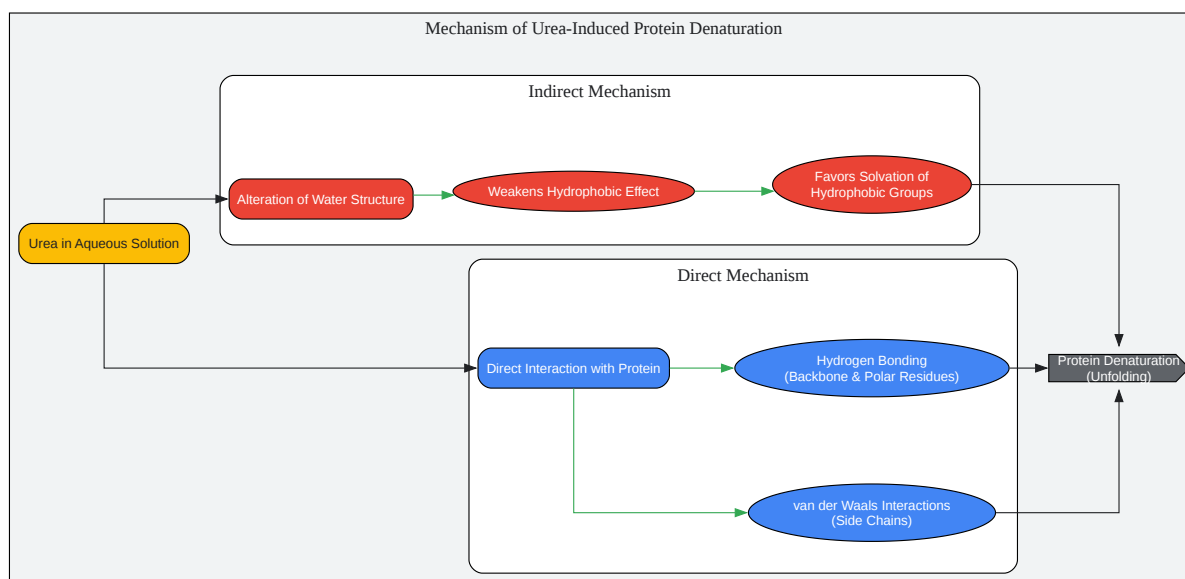 Mechanism of Urea-Induced Protein Denaturation
Indirect Mechanism
Alteration of Water Structure
Weakens Hydrophobic Effect
Favors Solvation of
Hydrophobic Groups
Urea in Aqueous Solution
Direct Mechanism
Direct Interaction with Protein
Hydrogen Bonding
(Backbone & Polar Residues)
Protein Denaturation
(Unfolding)
van der Waals Interactions
(Side Chains)